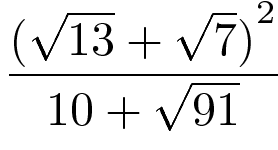 (√13 + √7)²
10 + √91